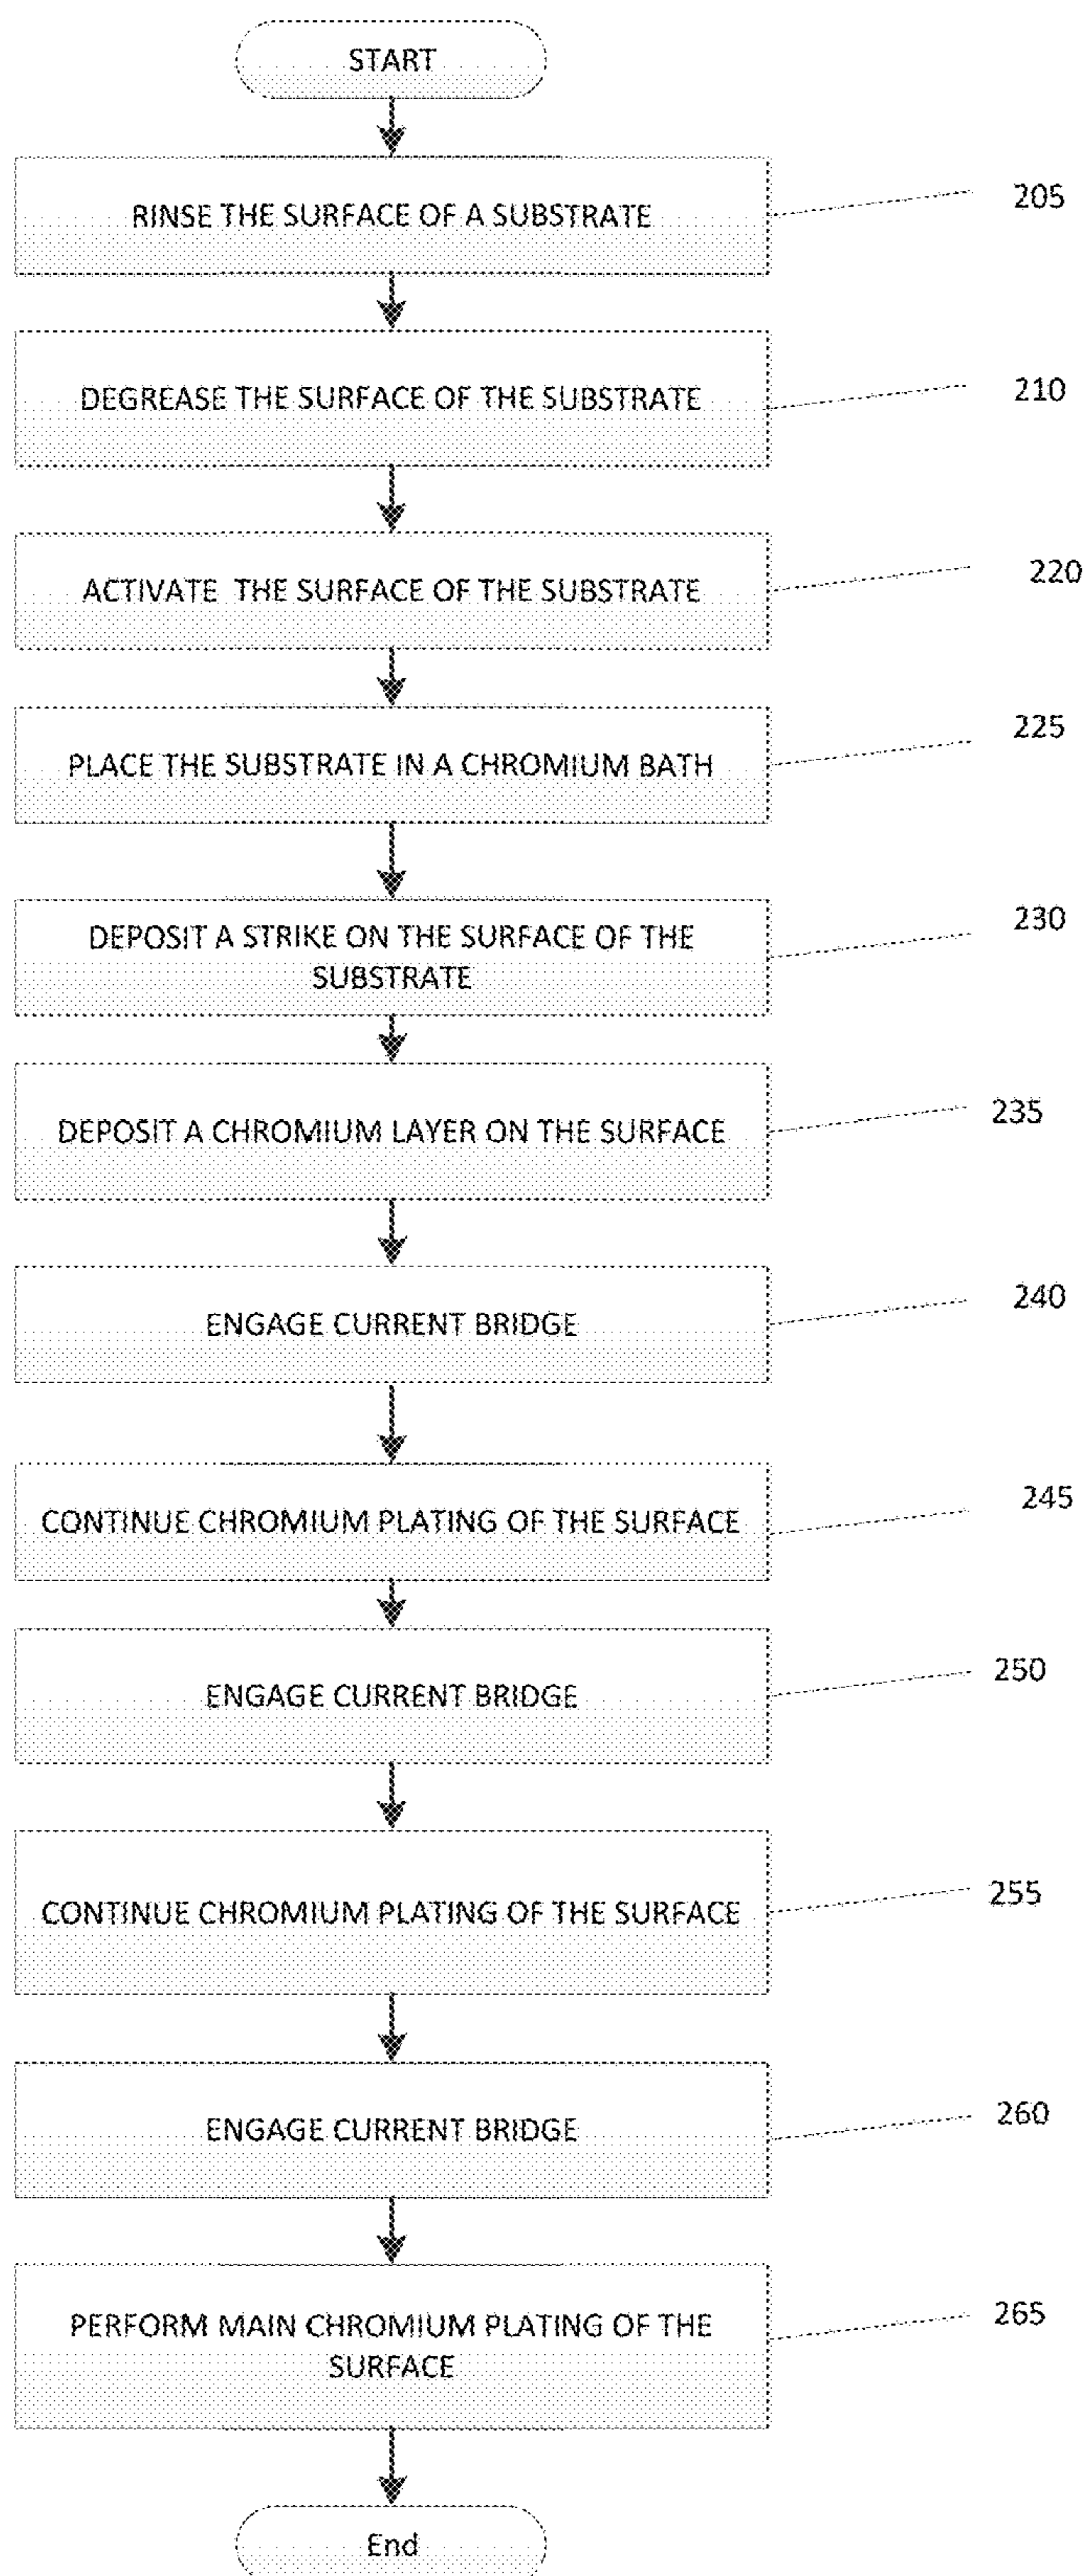 START
RINSE THE SURFACE OF A SUBSTRATE
205
DEGREASE THE SURFACE OF THE SUBSTRATE
210
ACTIVATE THE SURFACE OF THE SUBSTRATE
220
PLACE THE SUBSTRATE IN A CHROMIUM BATH
225
DEPOSIT A STRIKE ON THE SURFACE OF THE
SUBSTRATE
230
DEPOSIT A CHROMIUM LAYER ON THE SURFACE
235
ENGAGE CURRENT BRIDGE
240
CONTINUE CHROMIUM PLATING OF THE SURFACE
245
ENGAGE CURRENT BRIDGE
250
CONTINUE CHROMIUM PLATING OF THE SURFACE
255
ENGAGE CURRENT BRIDGE
260
PERFORM MAIN CHROMIUM PLATING OF THE
SURFACE
265
End